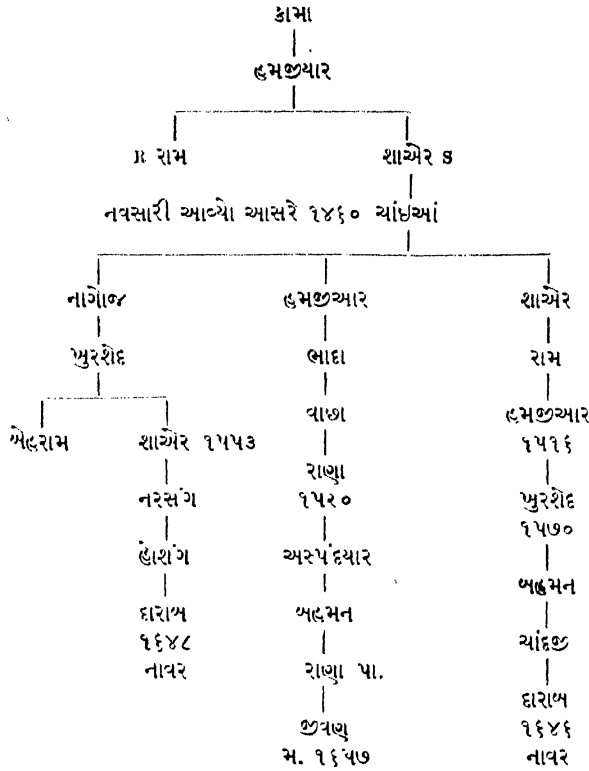 કામા
હમજીયાર
R રામ શાએર S
નવસારી આવ્યો આસરે ૧૪૬૦ ચાંઇઆં
નાગોજ હમજીઆર શાએર
ખુરશેદ ભાદા રામ
વાછા હમજીઆર
બેહરામ શાએર ૧૫૫૩ ૧૫૧૬
રાણા
નરસંગ ૧૫૨૦ ખુરશેદ
૧૫૭૦
હોશંગ અસ્પંદયાર
બહમન
દારાબ બહમન
૧૬૪૮ ચાંદજી
નાવર રાણા પા.
દારાબ
જીવણ ૧૬૪૬
મ. ૧૬૫૭ નાવર